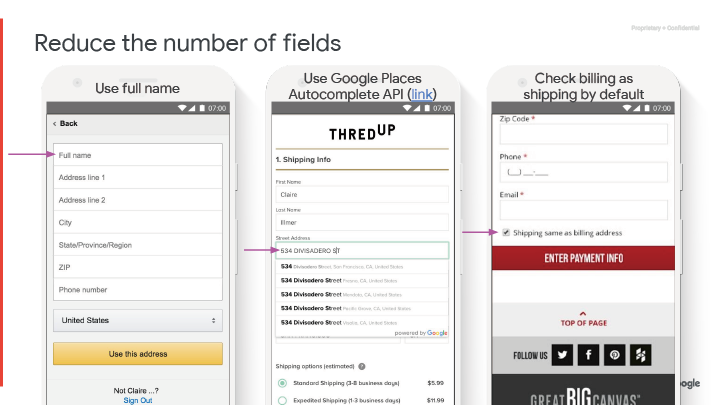 Proprietary + Confidential
Reduce the number of fields
Use full name
07:00
< Back
Full name
Address line 1
Address line 2
City
State/Province/Region
ZIP
Phone number
United States
Use this address
Not Claire ...?
Sign Out
Use Google Places
Autocomplete API (link)
07:00
THREDUP
1. Shipping Info
First Name
Claire
Last Name
Illmer
Street Address
534 DIVISADERO ST
534 Divisadero Street, San Francisco, CA, United States
534 Divisadero Street Fresno, CA, United States
534 Divisadero Street Mendota, CA, United States
534 Divisadero Street Pacific Grove, CA, United States
534 Divisadero Street Visalia, CA, United States
powered by Google
Shipping options (estimated) ?
Standard Shipping (3-8 business days) $5.99
Expedited Shipping (1-3 business days) $11.99
Check billing as
shipping by default
07:00
Zip Code *
Phone *
(__) ___-____
Email *
Shipping same as billing address
ENTER PAYMENT INFO
TOP OF PAGE
FOLLOW US
GREAT BIG CANVAS™
ogle